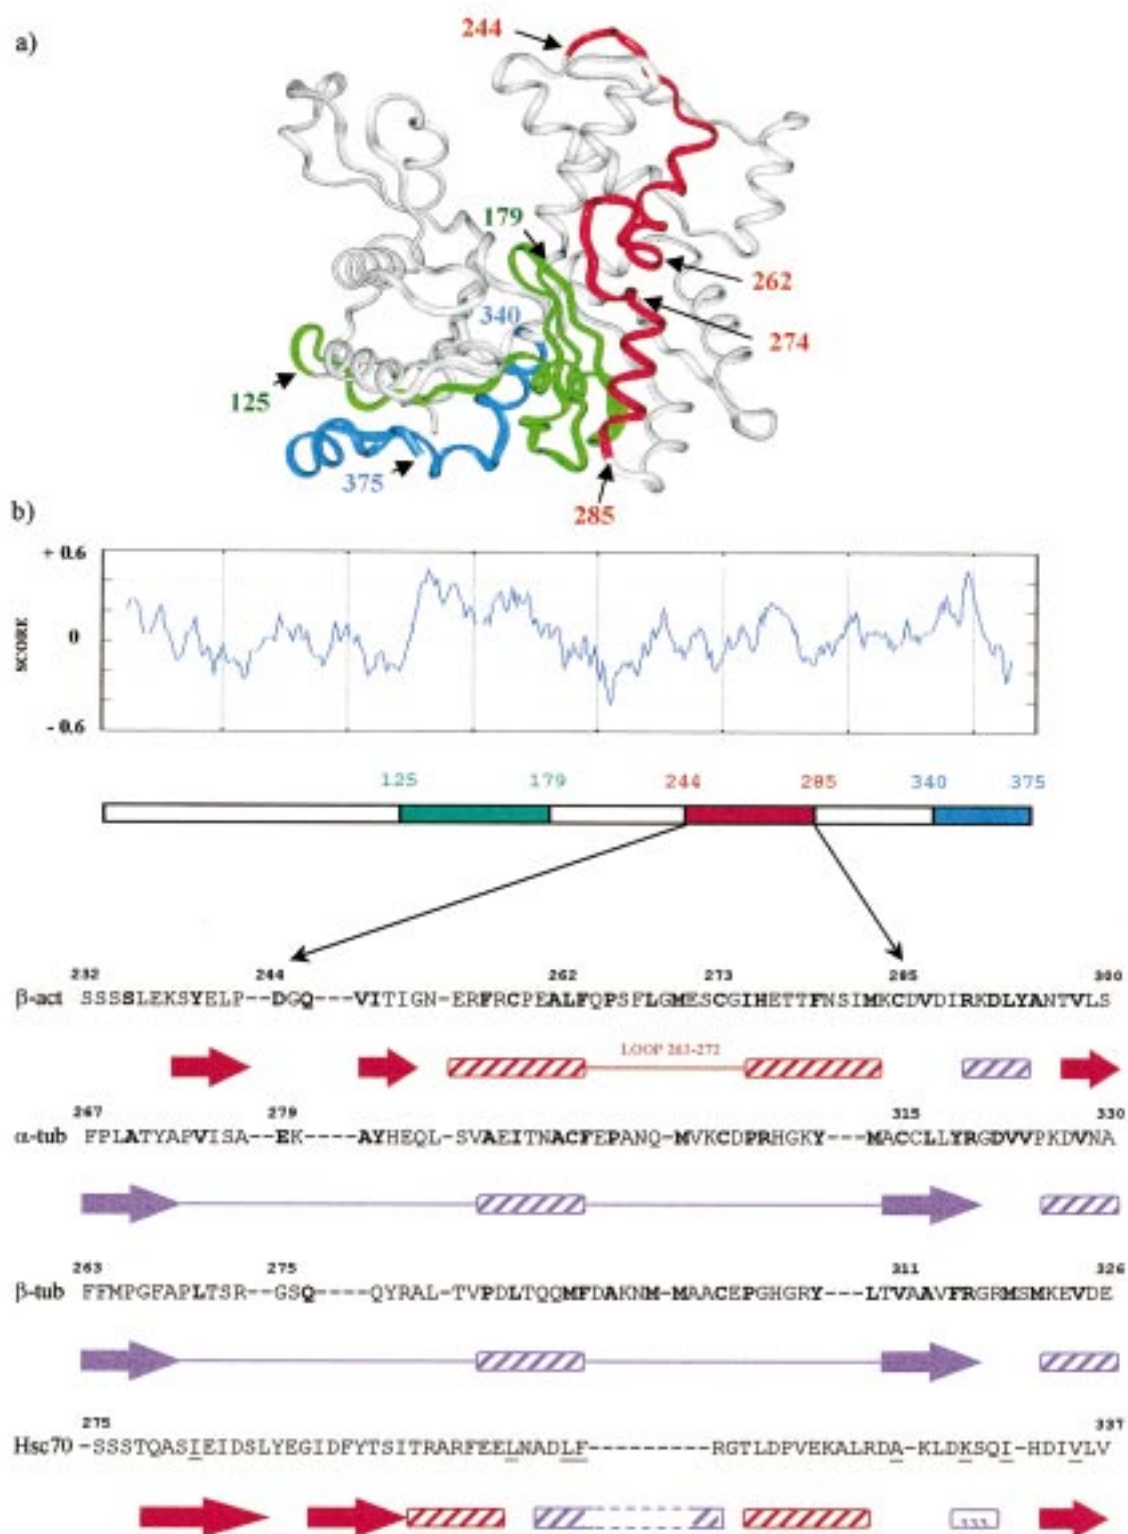 a)
244
179
262
340
274
125
375
285
b)
+ 0.6
SCORE
0
- 0.6
125 179 244 285 340 375
232 244 262 273 285 300
β-act SSSSLEKSYELP--DGQ---VITIGN-ERFRCPEALFQPSFLGMESCGIHETTFNSIMKCDVDIRKDLYANTVLS
LOOP 263-272
267 279 315 330
α-tub FPLATYAPVISA--EK----AYHEQL-SVAEITNACFEPANQ-MVKCDPRHGKY---MACCLLYRGDVVPKDVNA
263 275 311 326
β-tub FFMPGFAPLTSR--GSQ----QYRAL-TVPDLTQQMFDAKNM-MAACEPGHGRY---LTVAAVFRGRMSMKEVDE
275 337
Hsc70 -SSSTQASIEIDSLYEGIDFYTSITRARFEELNADLF----------RGTLDPVEKALRDA-KLDKSQI-HDIVLV
333